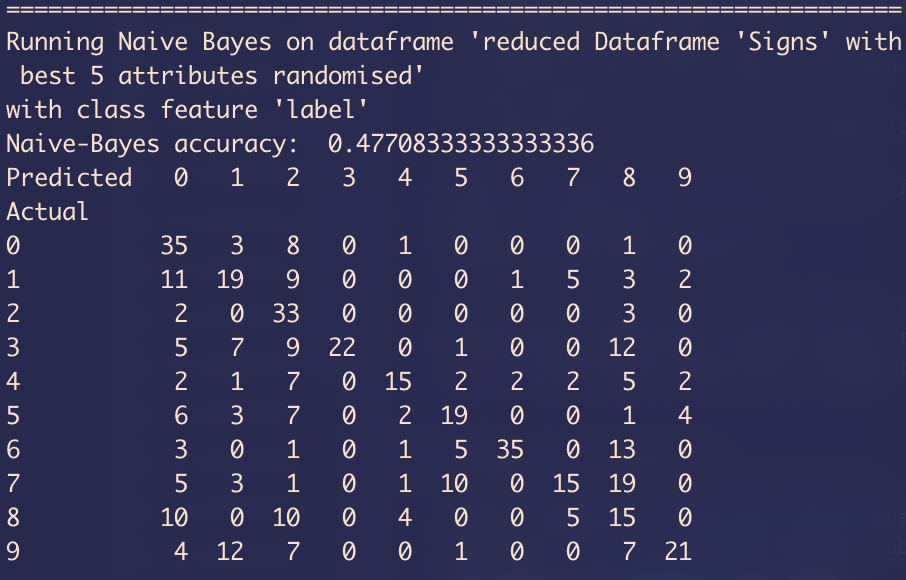 ================================================================
Running Naive Bayes on dataframe 'reduced Dataframe 'Signs' with
 best 5 attributes randomised'
with class feature 'label'
Naive-Bayes accuracy:  0.47708333333333336
Predicted   0   1   2   3   4   5   6   7   8   9
Actual
0          35   3   8   0   1   0   0   0   1   0
1          11  19   9   0   0   0   1   5   3   2
2           2   0  33   0   0   0   0   0   3   0
3           5   7   9  22   0   1   0   0  12   0
4           2   1   7   0  15   2   2   2   5   2
5           6   3   7   0   2  19   0   0   1   4
6           3   0   1   0   1   5  35   0  13   0
7           5   3   1   0   1  10   0  15  19   0
8          10   0  10   0   4   0   0   5  15   0
9           4  12   7   0   0   1   0   0   7  21